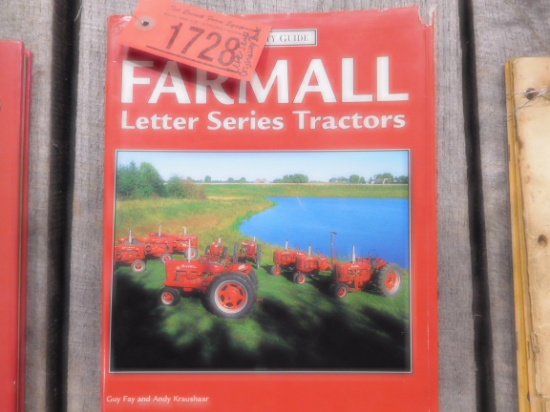 1728
Y GUIDE
FARMALL
Letter Series Tractors
Guy Fay and Andy Kraushaar